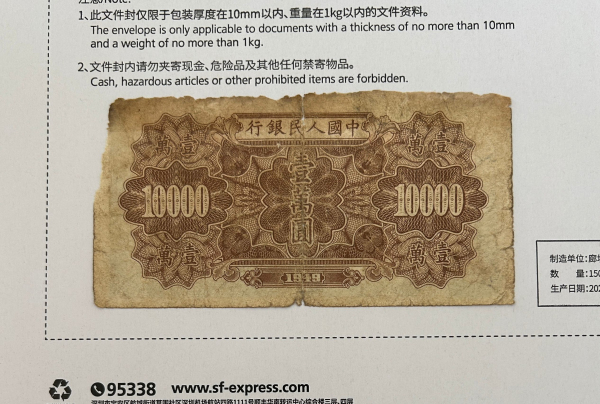 1、此文件封仅限于包装厚度在10mm以内、重量在1kg以内的文件资料。
The envelope is only applicable to documents with a thickness of no more than 10mm
and a weight of no more than 1kg.
2、文件封内请勿夹寄现金、危险品及其他任何禁寄物品。
Cash, hazardous articles or other prohibited items are forbidden.
行銀民人國中
萬壹
萬壹
10000
壹萬圓
10000
萬壹
萬壹
1949
制造单位:廊
数 量:150
生产日期:202
95338 www.sf-express.com